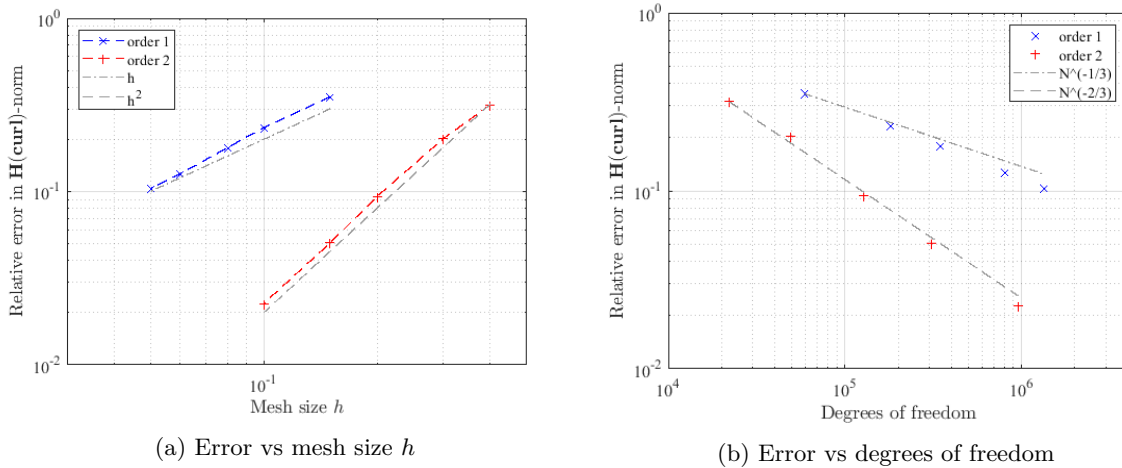 10^0
10^-1
10^-2
Relative error in H(curl)-norm
order 1
order 2
h
h^2
10^-1
Mesh size h
(a) Error vs mesh size h
10^0
10^-1
10^-2
Relative error in H(curl)-norm
order 1
order 2
N^(-1/3)
N^(-2/3)
10^4 10^5 10^6
Degrees of freedom
(b) Error vs degrees of freedom